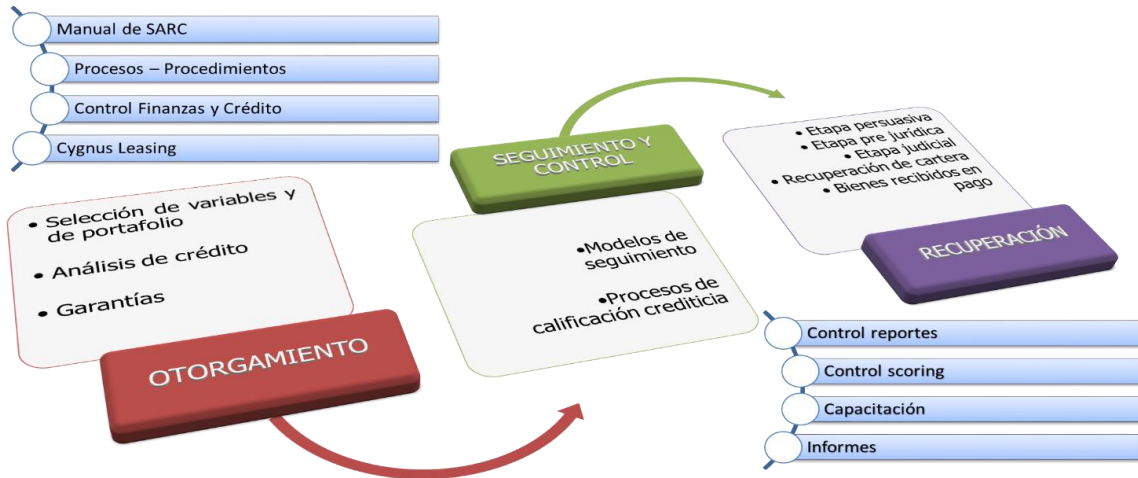 Manual de SARC
Procesos – Procedimientos
Control Finanzas y Crédito
Cygnus Leasing
• Selección de variables y
de portafolio
• Análisis de crédito
• Garantías
OTORGAMIENTO
SEGUIMIENTO Y
CONTROL
•Modelos de
seguimiento
•Procesos de
calificación crediticia
• Etapa persuasiva
• Etapa pre jurídica
• Etapa judicial
• Recuperación de cartera
• Bienes recibidos en
pago
RECUPERACIÓN
Control reportes
Control scoring
Capacitación
Informes